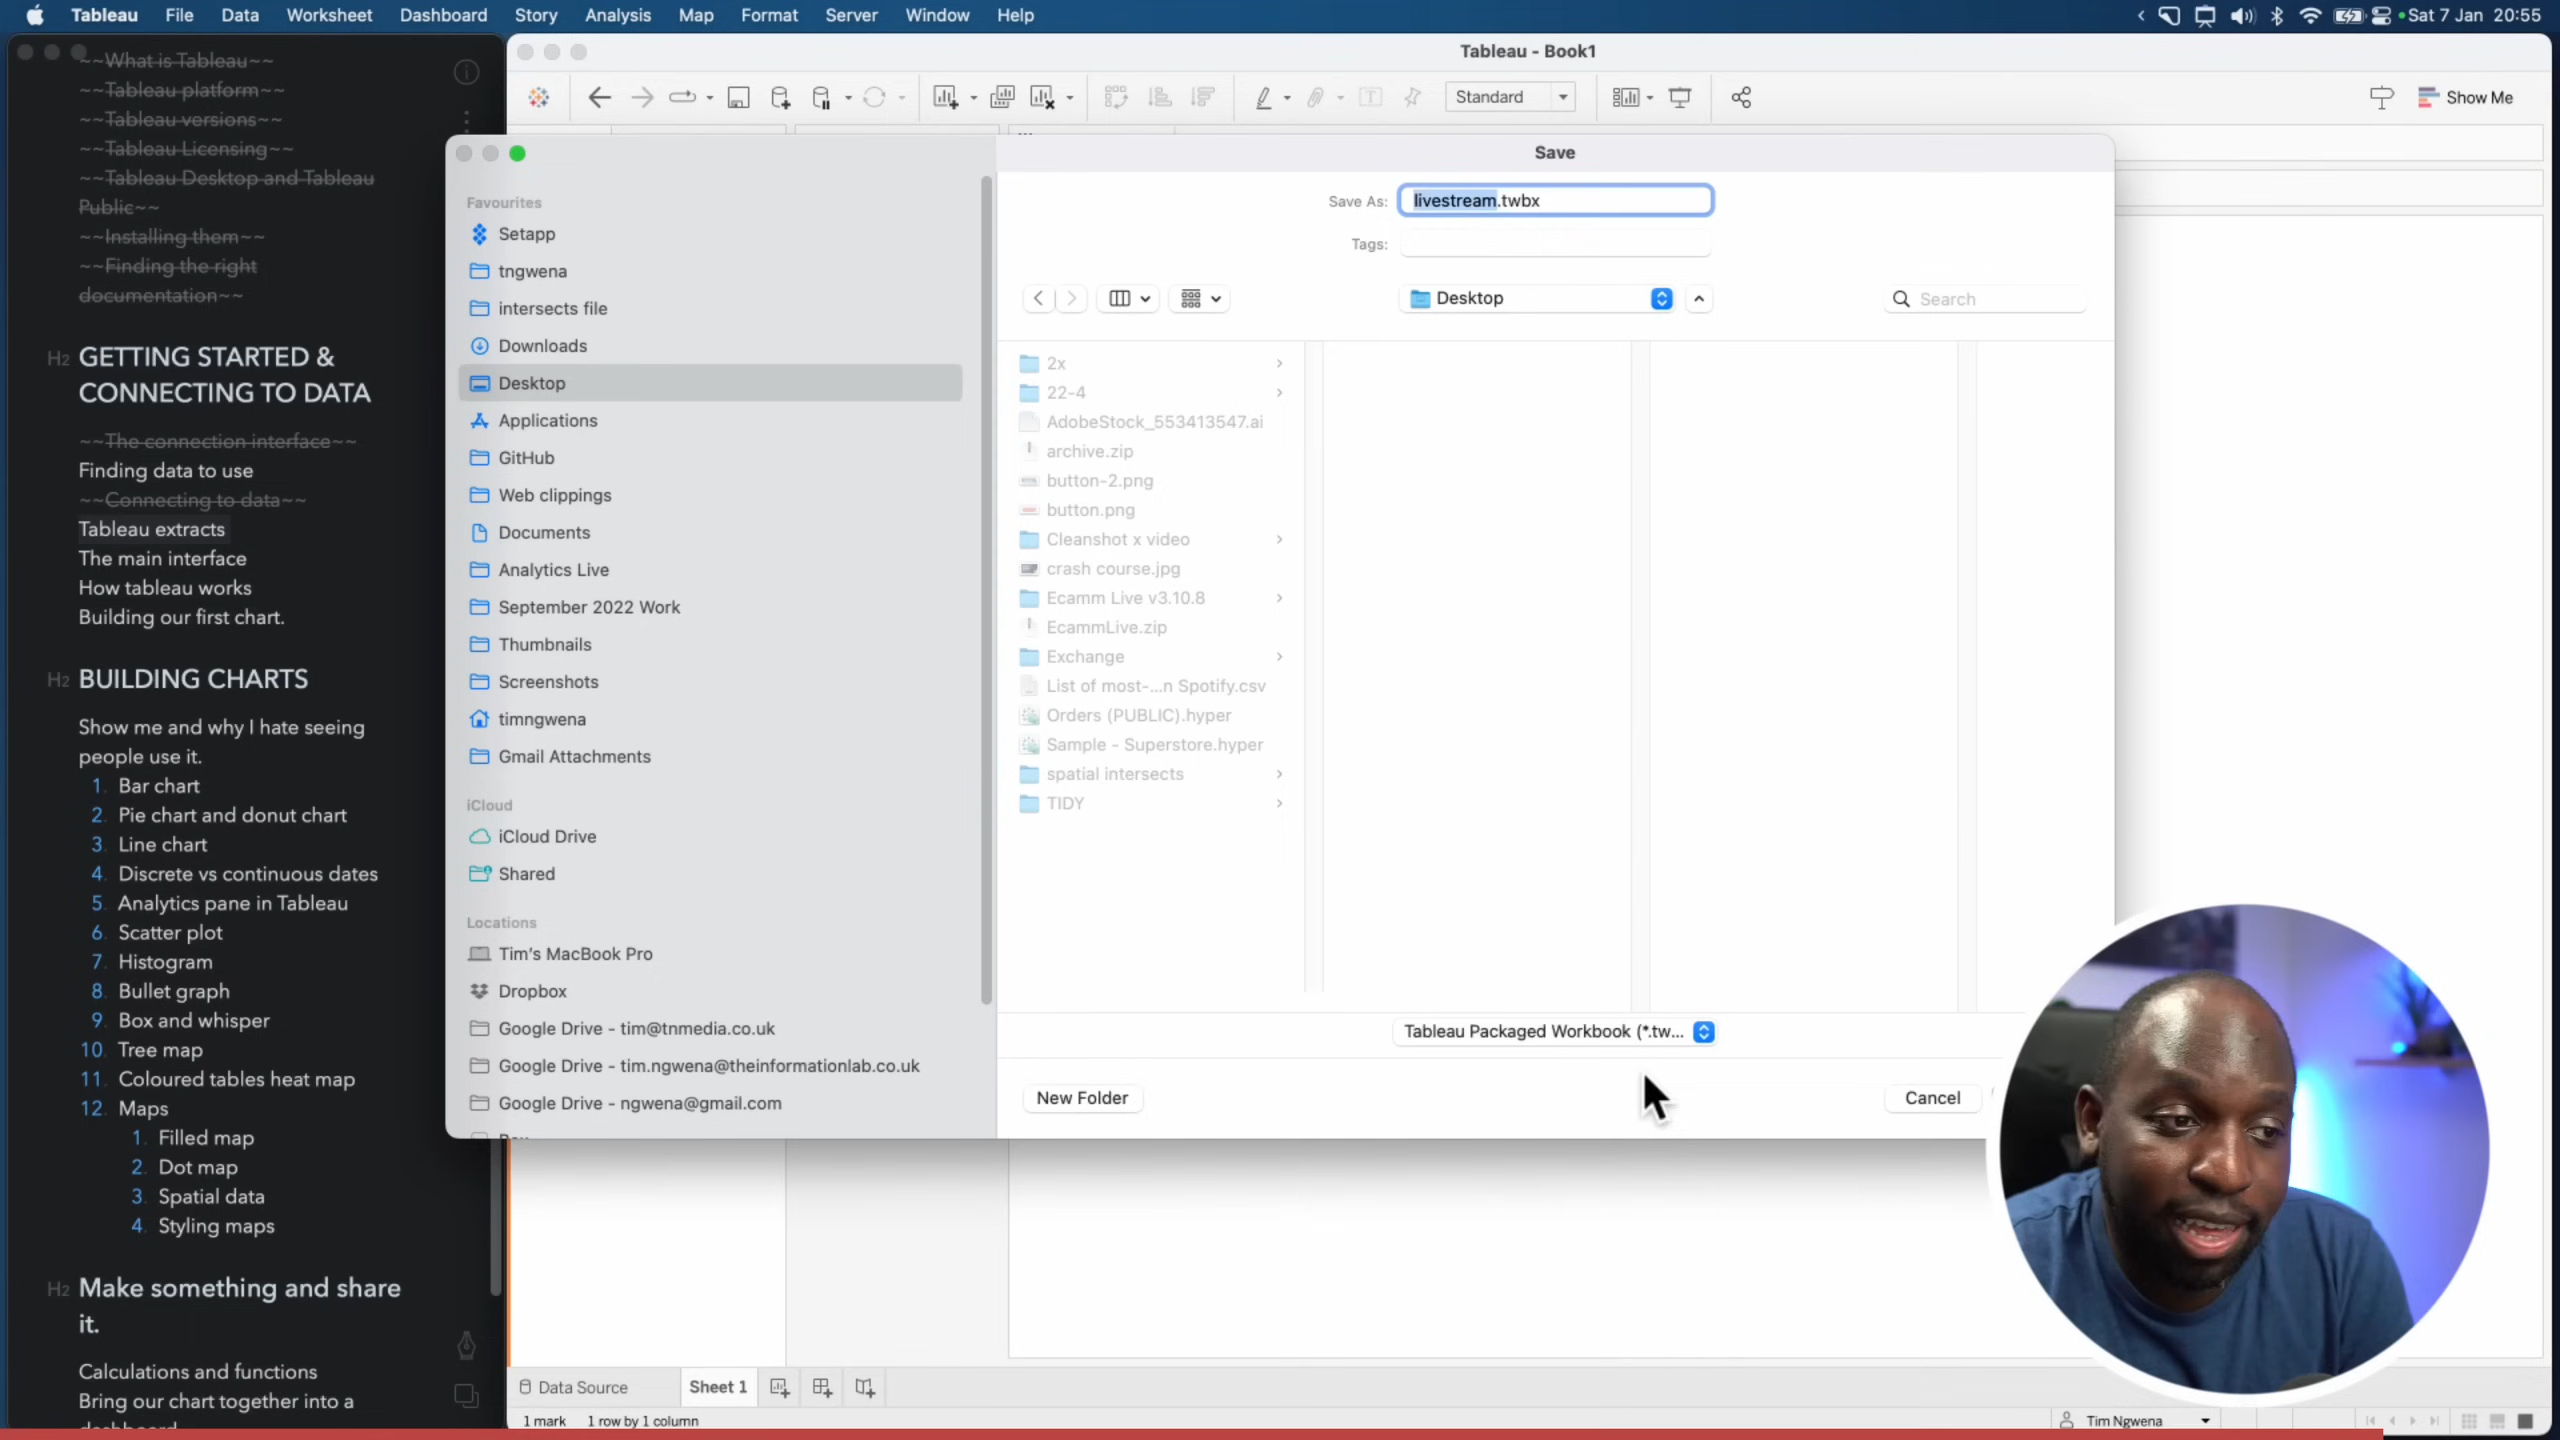 Tableau File Data Worksheet Dashboard Story Analysis Map Format Server Window Help
Sat 7 Jan 20:55
~~What is Tableau~~
~~Tableau platform~~
~~Tableau versions~~
~~Tableau Licensing~~
~~Tableau Desktop and Tableau
Public~~
~~Installing them~~
~~Finding the right
documentation~~
H2 GETTING STARTED &
CONNECTING TO DATA
~~The connection interface~~
Finding data to use
~~Connecting to data~~
Tableau extracts
The main interface
How tableau works
Building our first chart.
H2 BUILDING CHARTS
Show me and why I hate seeing
people use it.
1. Bar chart
2. Pie chart and donut chart
3. Line chart
4. Discrete vs continuous dates
5. Analytics pane in Tableau
6. Scatter plot
7. Histogram
8. Bullet graph
9. Box and whisper
10. Tree map
11. Coloured tables heat map
12. Maps
1. Filled map
2. Dot map
3. Spatial data
4. Styling maps
H2 Make something and share
it.
Calculations and functions
Bring our chart together into a
Tableau - Book1
Standard
Show Me
Save
Save As: livestream.twbx
Tags:
Desktop
Search
Favourites
Setapp
tngwena
intersects file
Downloads
Desktop
Applications
GitHub
Web clippings
Documents
Analytics Live
September 2022 Work
Thumbnails
Screenshots
timngwena
Gmail Attachments
iCloud
iCloud Drive
Shared
Locations
Tim's MacBook Pro
Dropbox
Google Drive - tim@tnmedia.co.uk
Google Drive - tim.ngwena@theinformationlab.co.uk
Google Drive - ngwena@gmail.com
2x
22-4
AdobeStock_553413547.ai
archive.zip
button-2.png
button.png
Cleanshot x video
crash course.jpg
Ecamm Live v3.10.8
EcammLive.zip
Exchange
List of most-...n Spotify.csv
Orders (PUBLIC).hyper
Sample - Superstore.hyper
spatial intersects
TIDY
Tableau Packaged Workbook (*.tw...
New Folder
Cancel
Data Source
Sheet 1
1 mark 1 row by 1 column
Tim Ngwena